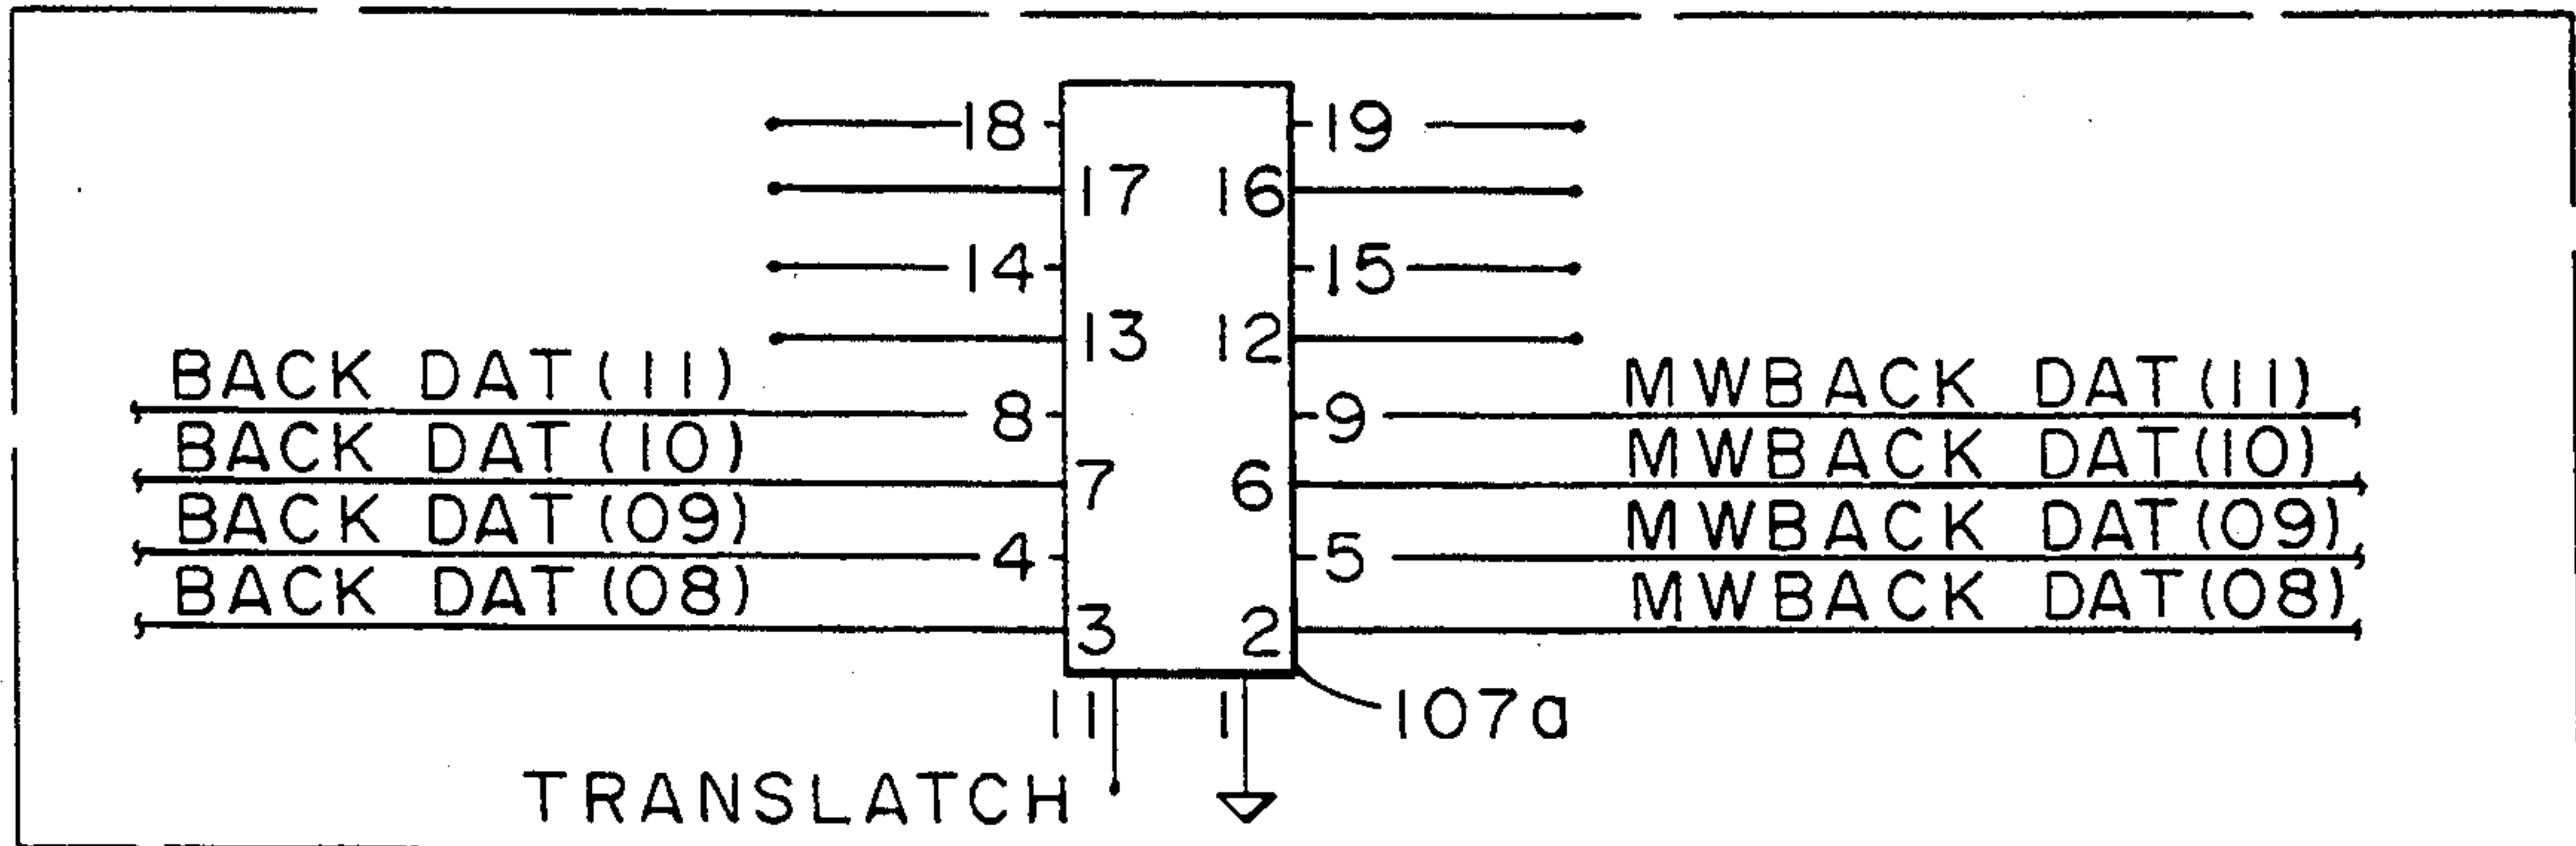 18 19
17 16
14 15
13 12
BACK DAT(11) 8 9 MWBACK DAT(11)
BACK DAT(10) 7 6 MWBACK DAT(10)
BACK DAT(09) 4 5 MWBACK DAT(09)
BACK DAT(08) 3 2 MWBACK DAT(08)
11 1 107a
TRANSLATCH